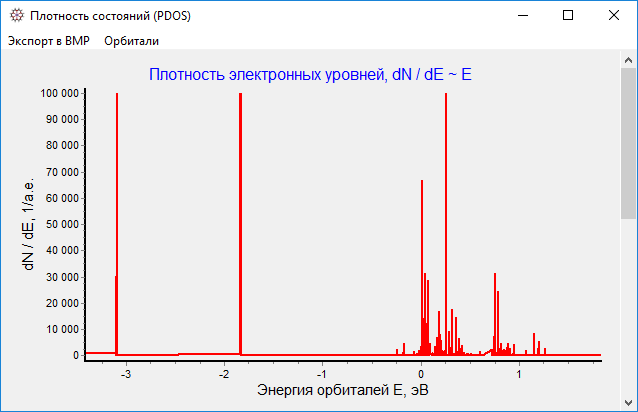 Плотность состояний (PDOS)
Экспорт в BMP Орбитали
Плотность электронных уровней, dN / dE ~ E
dN / dE, 1/a.e.
100 000
90 000
80 000
70 000
60 000
50 000
40 000
30 000
20 000
10 000
0
-3 -2 -1 0 1
Энергия орбиталей E, эВ